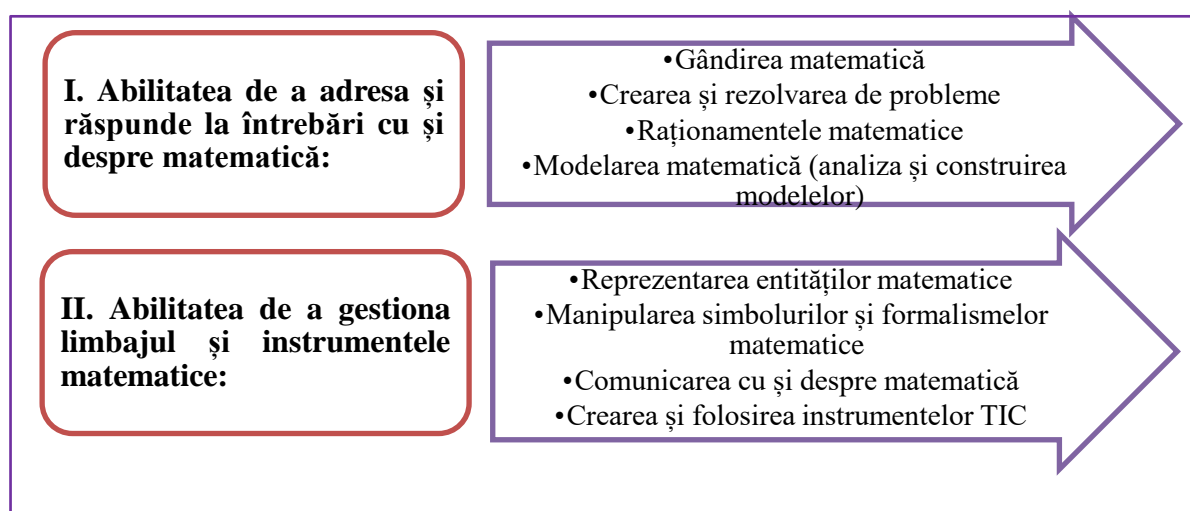 I. Abilitatea de a adresa și
răspunde la întrebări cu și
despre matematică:
•Gândirea matematică
•Crearea și rezolvarea de probleme
•Raționamentele matematice
•Modelarea matematică (analiza și construirea
modelelor)
II. Abilitatea de a gestiona
limbajul și instrumentele
matematice:
•Reprezentarea entităților matematice
•Manipularea simbolurilor și formalismelor
matematice
•Comunicarea cu și despre matematică
•Crearea și folosirea instrumentelor TIC